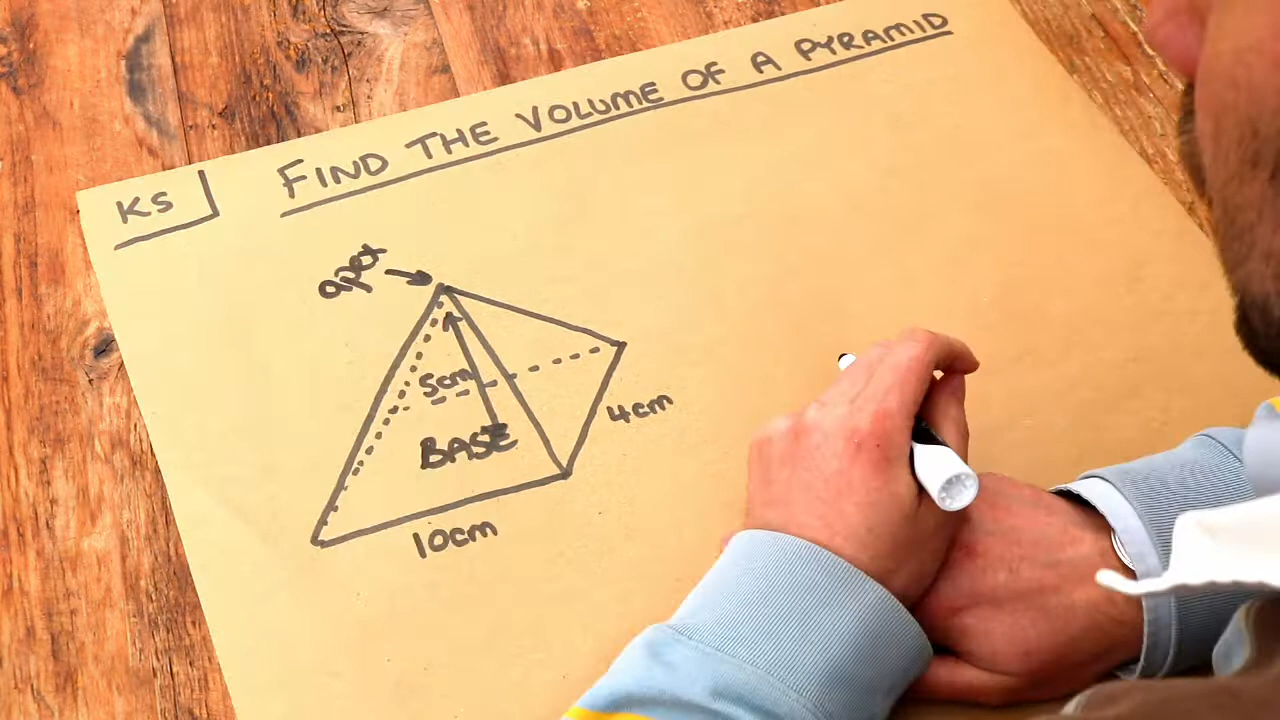 KS
FIND THE VOLUME OF A PYRAMID
apex
5cm
4cm
BASE
10cm